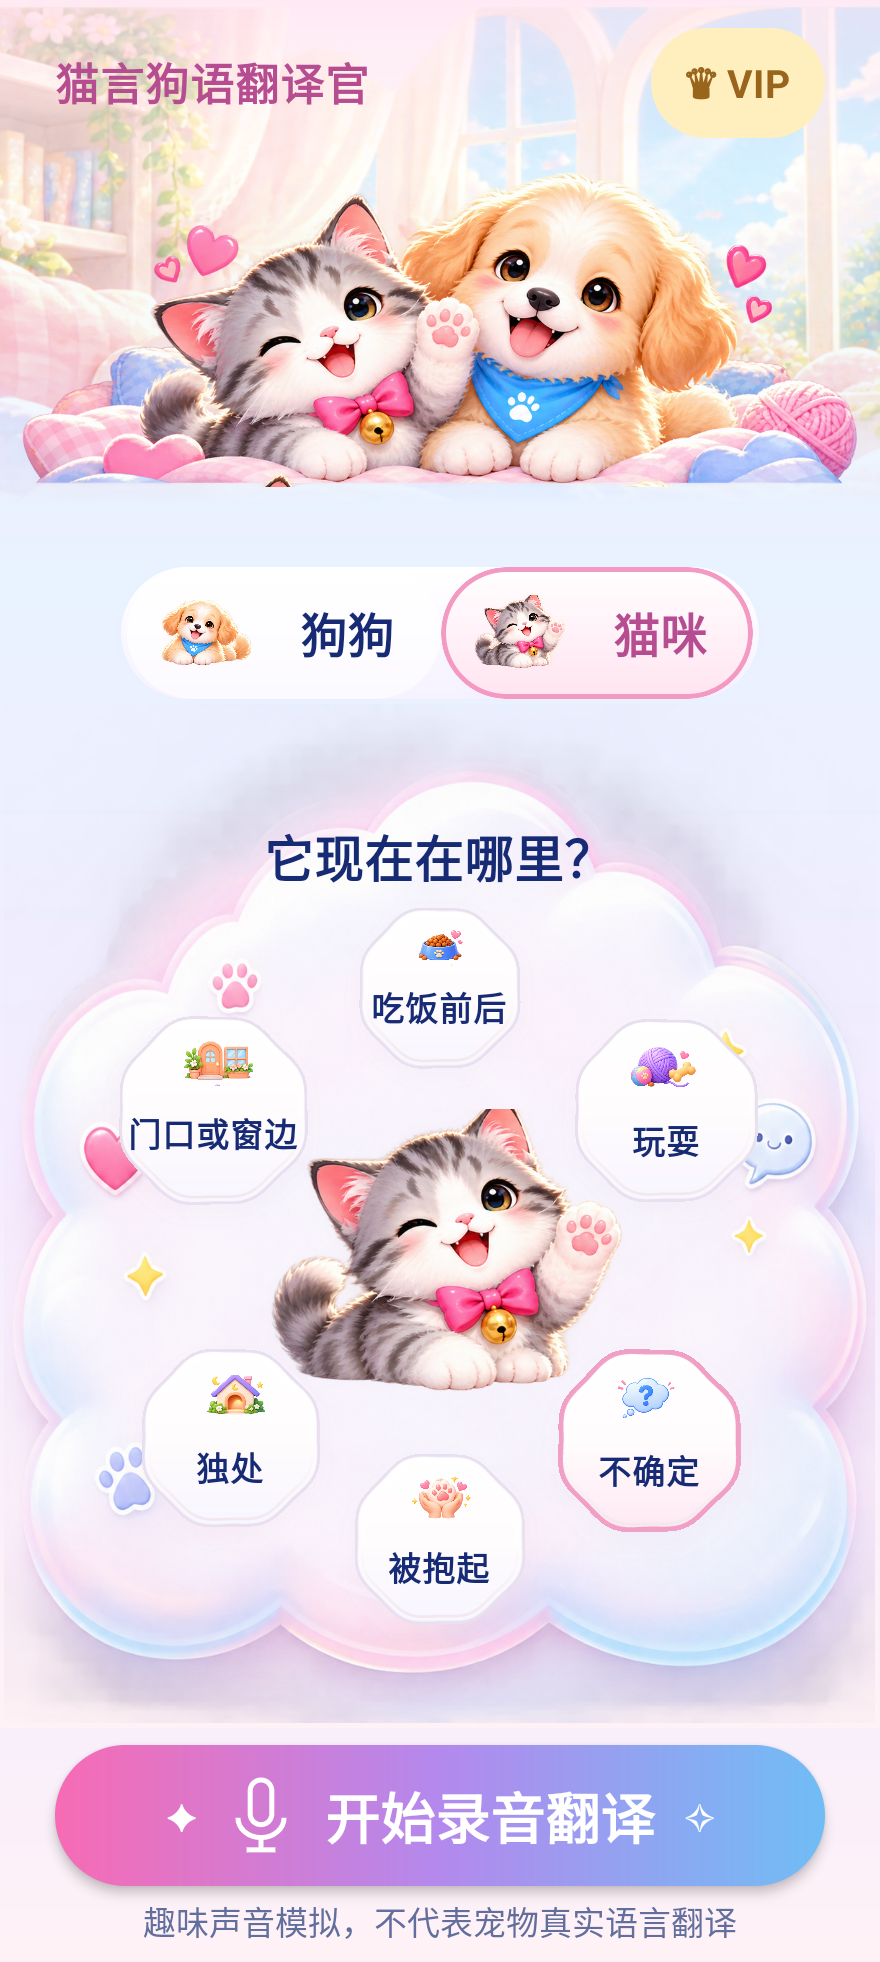 猫言狗语翻译官
VIP
狗狗
猫咪
它现在在哪里?
吃饭前后
门口或窗边
玩耍
独处
不确定
被抱起
开始录音翻译
趣味声音模拟，不代表宠物真实语言翻译